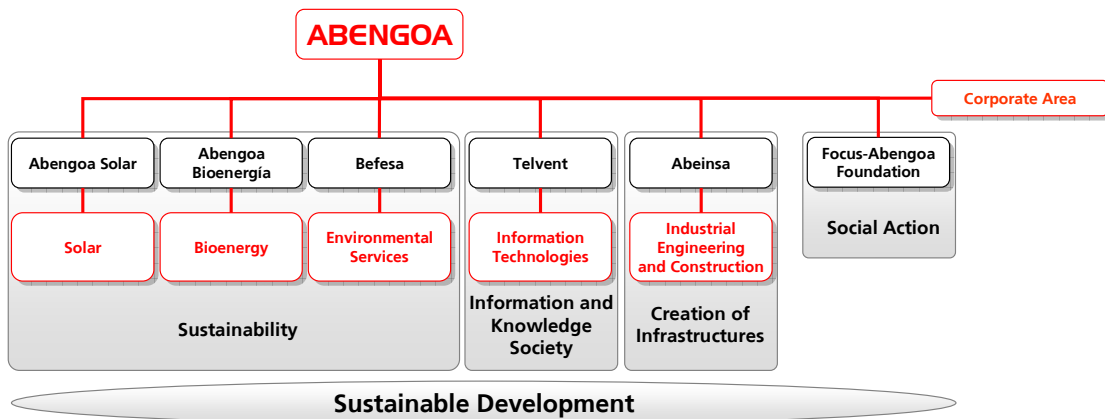 ABENGOA
Corporate Area
Abengoa Solar
Abengoa
Bioenergía
Befesa
Telvent
Abeinsa
Focus-Abengoa
Foundation
Solar
Bioenergy
Environmental
Services
Information
Technologies
Industrial
Engineering
and Construction
Social Action
Sustainability
Information and
Knowledge
Society
Creation of
Infrastructures
Sustainable Development